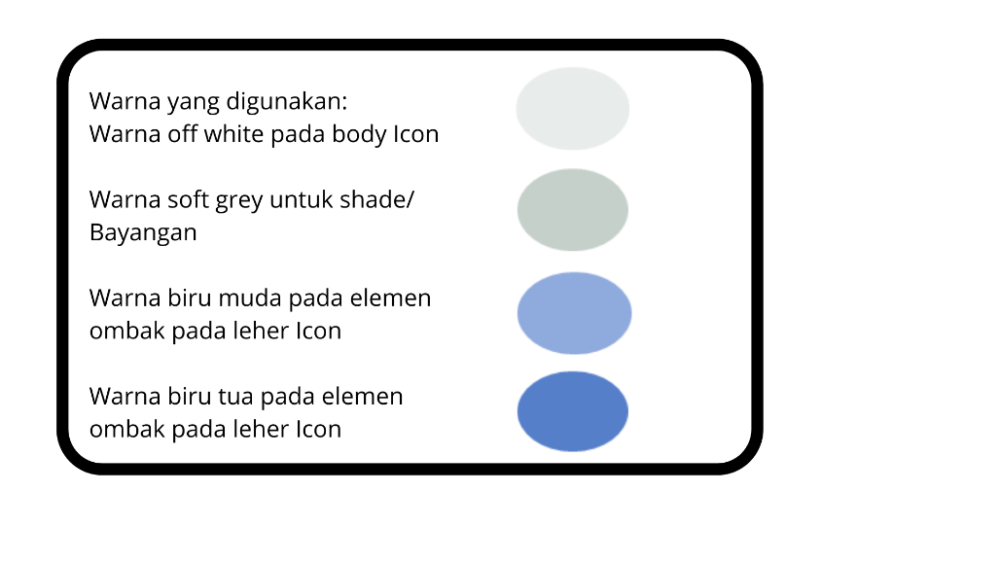 Warna yang digunakan:
Warna off white pada body Icon
Warna soft grey untuk shade/
Bayangan
Warna biru muda pada elemen
ombak pada leher Icon
Warna biru tua pada elemen
ombak pada leher Icon